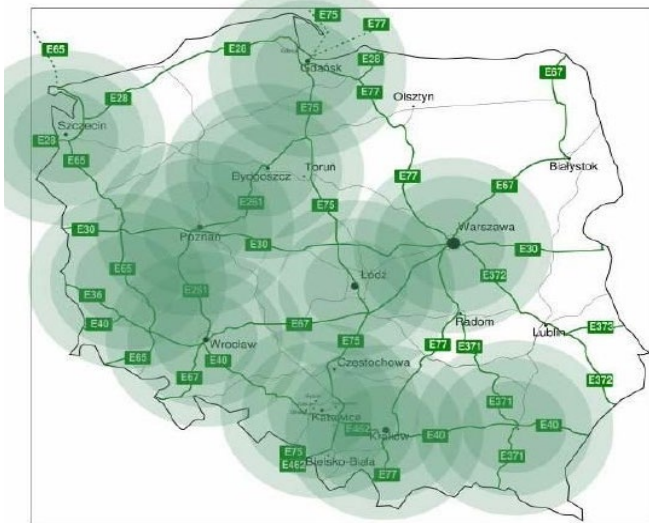 E75
E77
E65
E28
Gdańsk
E28
E67
E77
E28
Olsztyn
E75
Szczecin
E28
E65
Białystok
Toruń
Bydgoszcz
E77
E67
E261
E75
E30
Warszawa
Poznań
E30
E30
E65
E372
Łódź
E261
E36
E40
E67
Radom
Lublin
E373
E75
Wrocław
E77
E371
E65
E40
Częstochowa
E67
E372
E371
Katowice
E462
Kraków
E40
E40
E75
E462
Bielsko-Biała
E371
E77